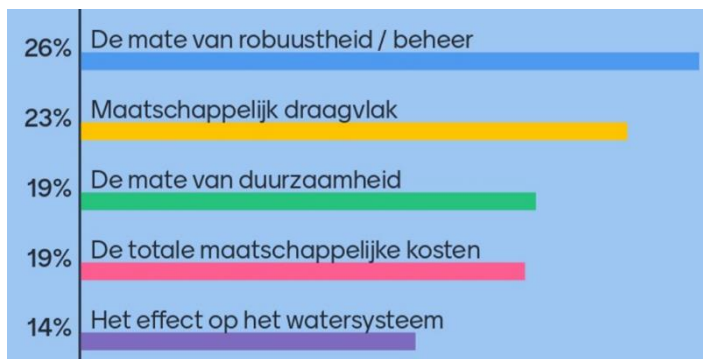 26% De mate van robuustheid / beheer
23% Maatschappelijk draagvlak
19% De mate van duurzaamheid
19% De totale maatschappelijke kosten
14% Het effect op het watersysteem